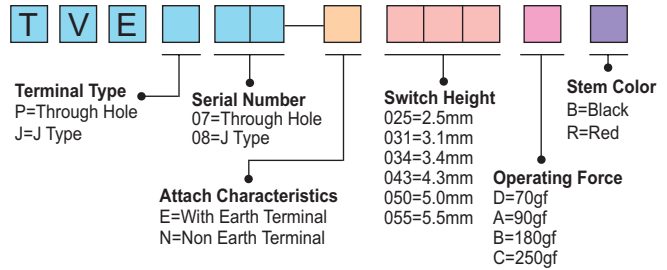 T V E
Terminal Type
P=Through Hole
J=J Type
Serial Number
07=Through Hole
08=J Type
Attach Characteristics
E=With Earth Terminal
N=Non Earth Terminal
Switch Height
025=2.5mm
031=3.1mm
034=3.4mm
043=4.3mm
050=5.0mm
055=5.5mm
Operating Force
D=70gf
A=90gf
B=180gf
C=250gf
Stem Color
B=Black
R=Red